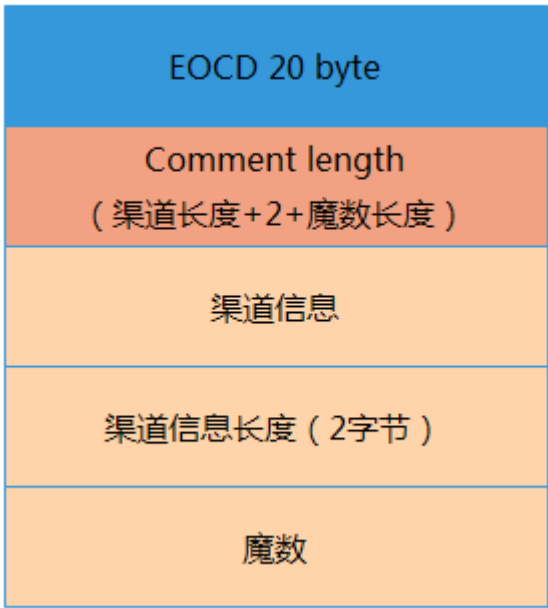 EOCD 20 byte
Comment length
（渠道长度+2+魔数长度）
渠道信息
渠道信息长度（2字节）
魔数